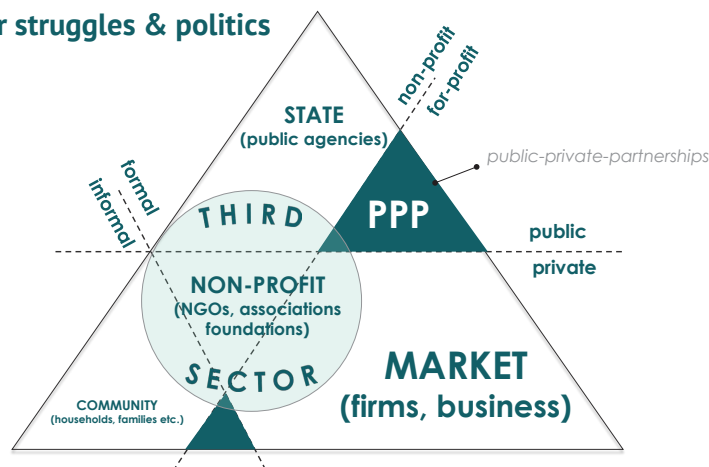 r struggles & politics
non-profit
for-profit
STATE
(public agencies)
public-private-partnerships
formal
informal
THIRD
PPP
public
private
NON-PROFIT
(NGOs, associations
foundations)
MARKET
(firms, business)
SECTOR
COMMUNITY
(households, families etc.)